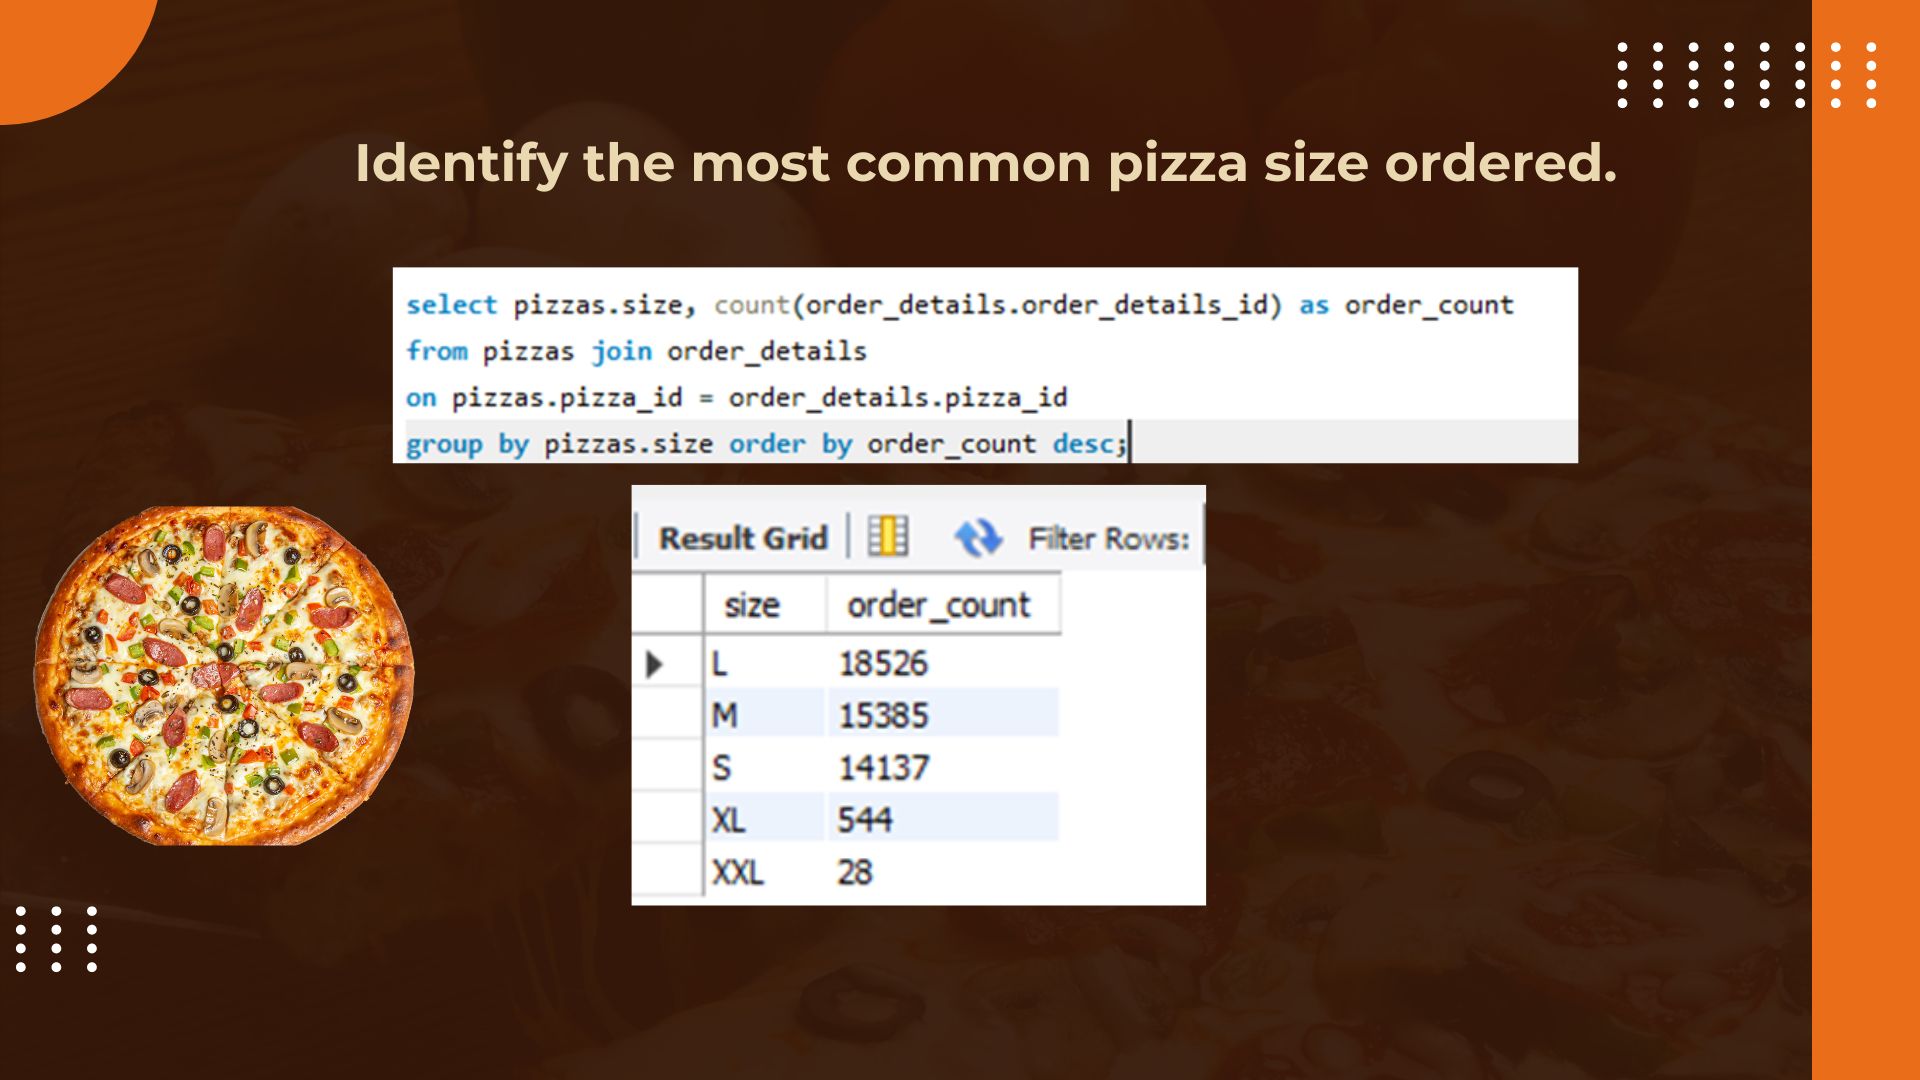 Identify the most common pizza size ordered.
select pizzas.size, count(order_details.order_details_id) as order_count
from pizzas join order_details
on pizzas.pizza_id = order_details.pizza_id
group by pizzas.size order by order_count desc;
Result Grid Filter Rows:
size order_count
L 18526
M 15385
S 14137
XL 544
XXL 28